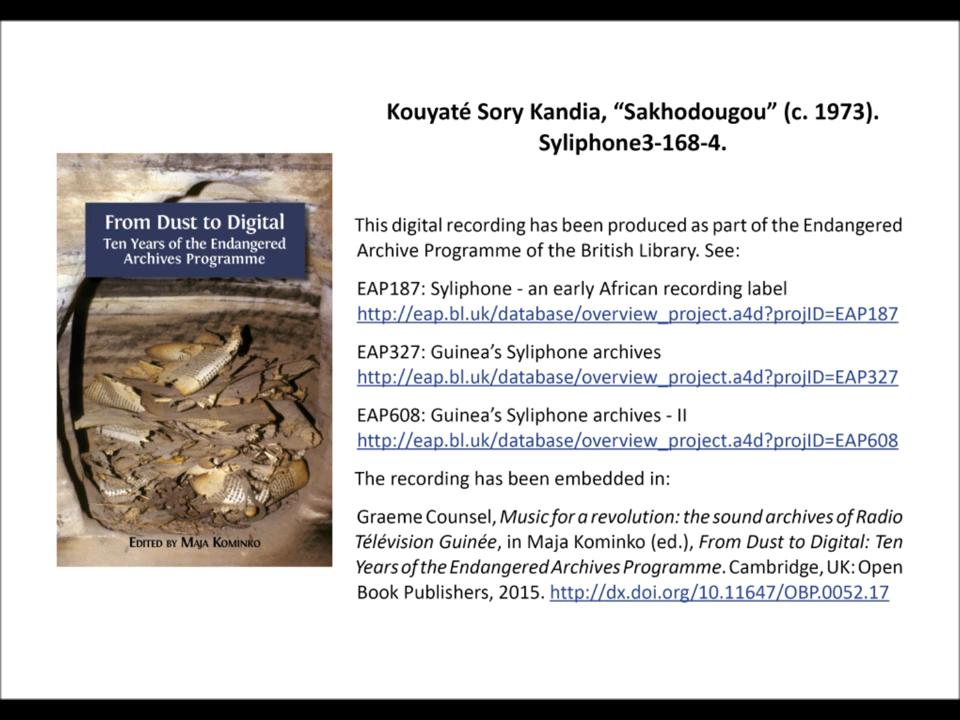 Kouyaté Sory Kandia, “Sakhodougou” (c. 1973).
Syliphone3-168-4.
From Dust to Digital
Ten Years of the Endangered
Archives Programme
EDITED BY MAJA KOMINKO
This digital recording has been produced as part of the Endangered
Archive Programme of the British Library. See:
EAP187: Syliphone - an early African recording label
http://eap.bl.uk/database/overview_project.a4d?projID=EAP187
EAP327: Guinea’s Syliphone archives
http://eap.bl.uk/database/overview_project.a4d?projID=EAP327
EAP608: Guinea’s Syliphone archives - II
http://eap.bl.uk/database/overview_project.a4d?projID=EAP608
The recording has been embedded in:
Graeme Counsel, Music for a revolution: the sound archives of Radio
Télévision Guinée, in Maja Kominko (ed.), From Dust to Digital: Ten
Years of the Endangered Archives Programme. Cambridge, UK: Open
Book Publishers, 2015. http://dx.doi.org/10.11647/OBP.0052.17